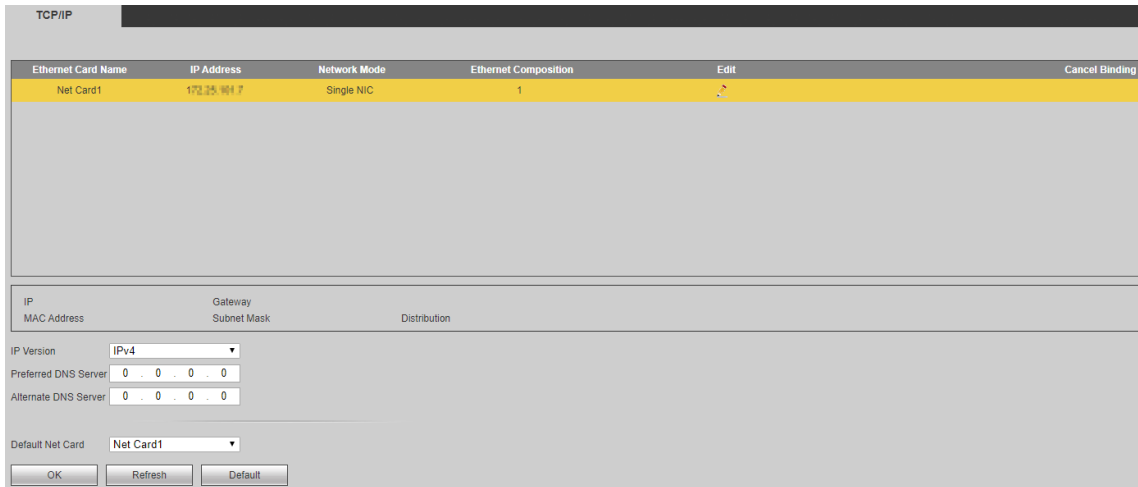 TCP/IP
Ethernet Card Name IP Address Network Mode Ethernet Composition Edit Cancel Binding
Net Card1 Single NIC 1
IP Gateway
MAC Address Subnet Mask Distribution
IP Version IPv4
Preferred DNS Server 0 . 0 . 0 . 0
Alternate DNS Server 0 . 0 . 0 . 0
Default Net Card Net Card1
OK Refresh Default